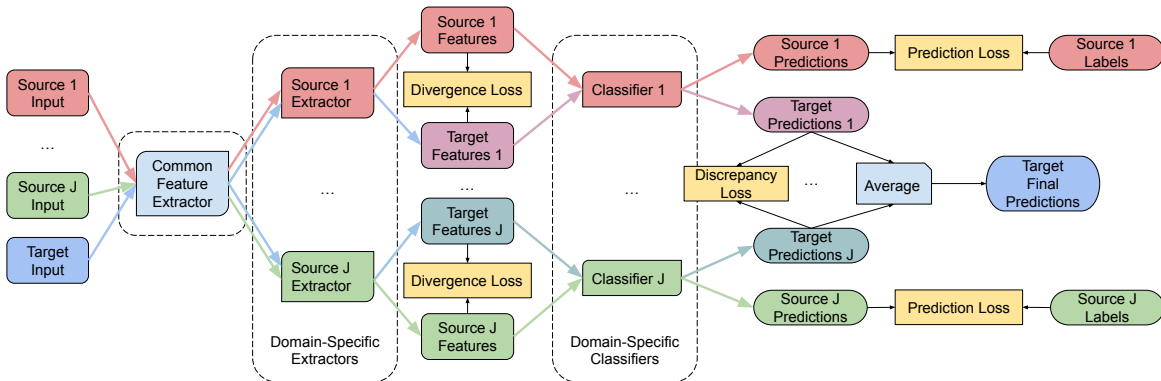 Source 1
Input
...
Source J
Input
Target
Input
Common
Feature
Extractor
Source 1
Extractor
...
Source J
Extractor
Domain-Specific
Extractors
Source 1
Features
Divergence Loss
Target
Features 1
...
Target
Features J
Divergence Loss
Source J
Features
Classifier 1
...
Classifier J
Domain-Specific
Classifiers
Source 1
Predictions
Prediction Loss
Source 1
Labels
Target
Predictions 1
Discrepancy
Loss
...
Average
Target
Final
Predictions
Target
Predictions J
Source J
Predictions
Prediction Loss
Source J
Labels